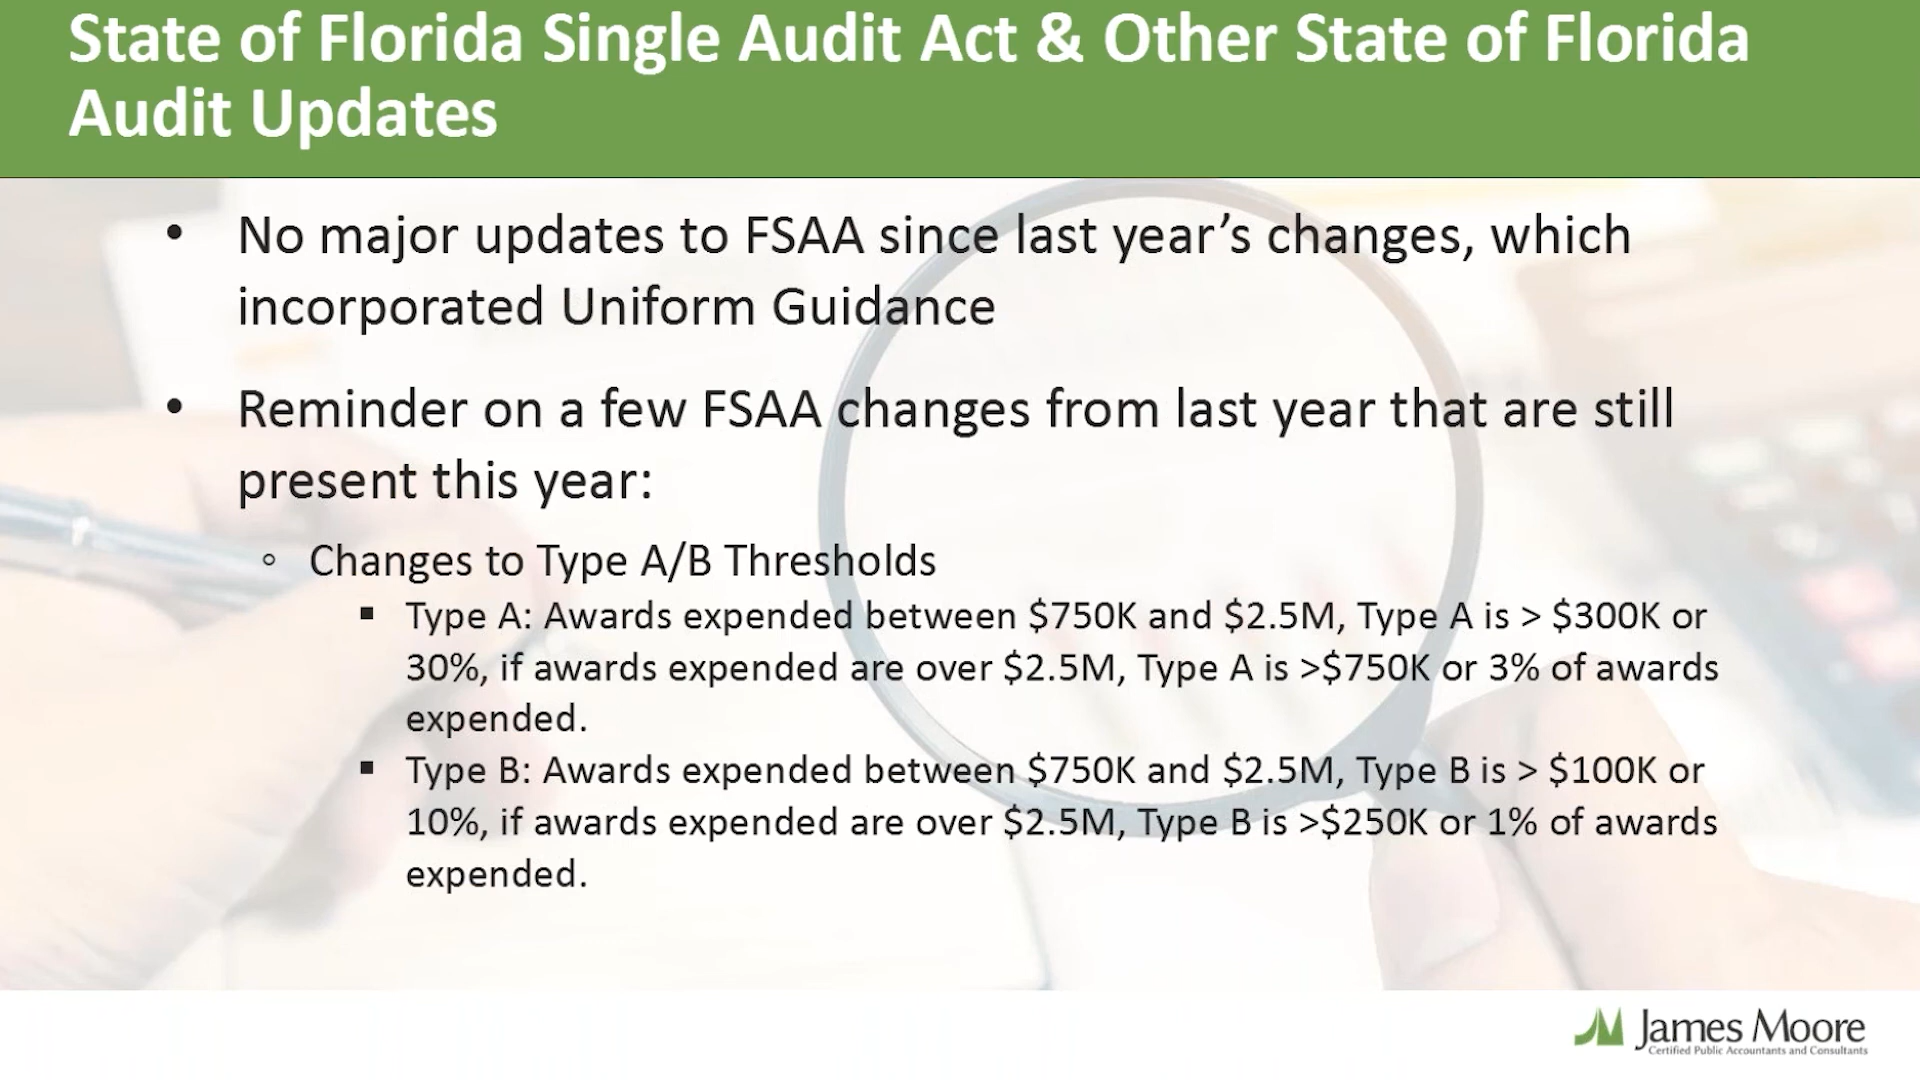 State of Florida Single Audit Act & Other State of Florida
Audit Updates
• No major updates to FSAA since last year’s changes, which
incorporated Uniform Guidance
• Reminder on a few FSAA changes from last year that are still
present this year:
◦ Changes to Type A/B Thresholds
▪ Type A: Awards expended between $750K and $2.5M, Type A is > $300K or
30%, if awards expended are over $2.5M, Type A is >$750K or 3% of awards
expended.
▪ Type B: Awards expended between $750K and $2.5M, Type B is > $100K or
10%, if awards expended are over $2.5M, Type B is >$250K or 1% of awards
expended.
James Moore
Certified Public Accountants and Consultants